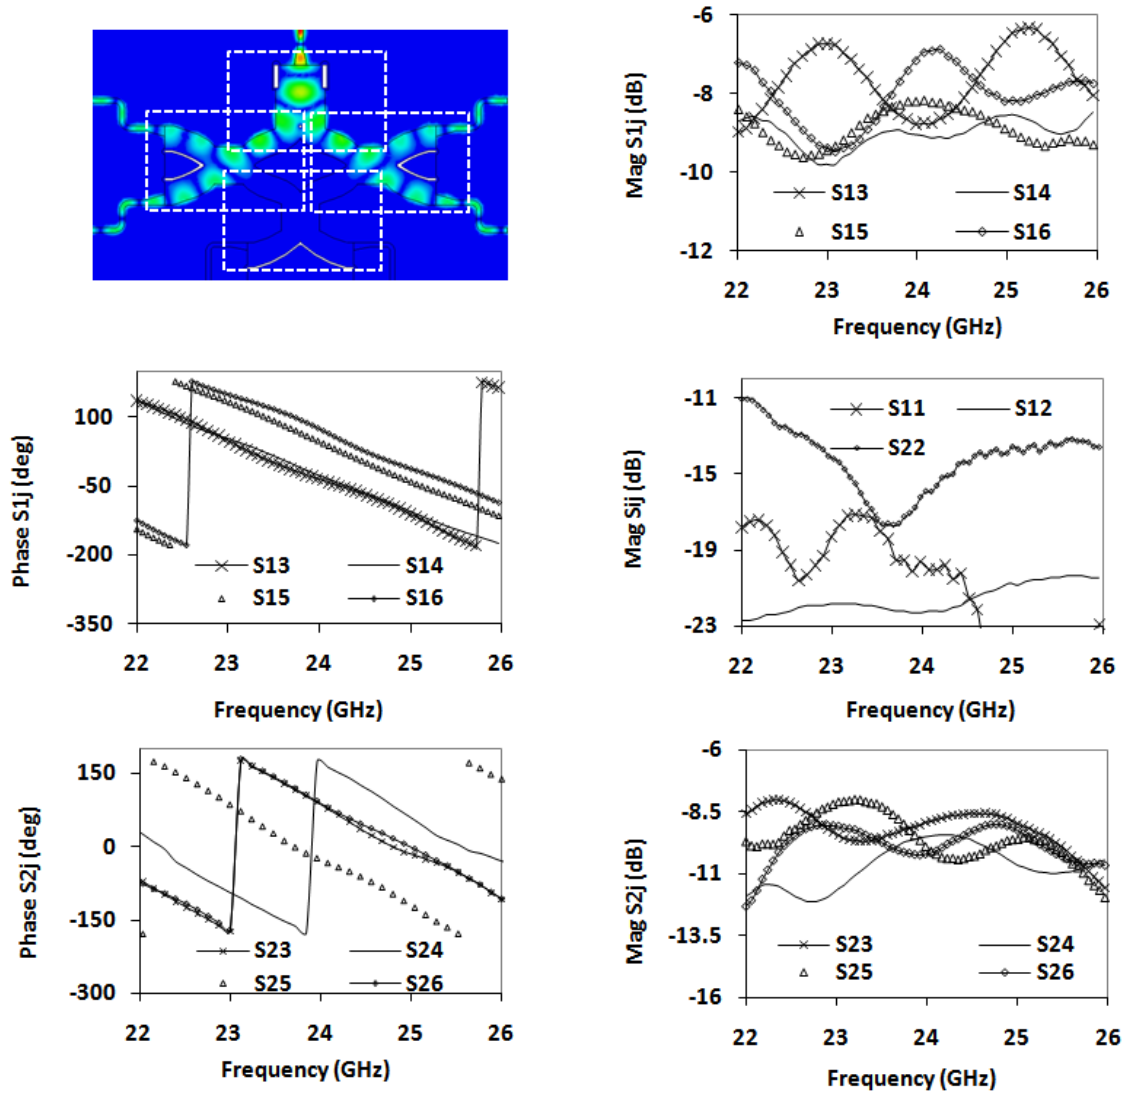 -6
-8
-10
-12
Mag S1j (dB)
S13
S14
S15
S16
22
23
24
25
26
Frequency (GHz)
100
-50
-200
-350
Phase S1j (deg)
S13
S14
S15
S16
22
23
24
25
26
Frequency (GHz)
-11
-15
-19
-23
Mag Sij (dB)
S11
S12
S22
22
23
24
25
26
Frequency (GHz)
150
0
-150
-300
Phase S2j (deg)
S23
S24
S25
S26
22
23
24
25
26
Frequency (GHz)
-6
-8.5
-11
-13.5
-16
Mag S2j (dB)
S23
S24
S25
S26
22
23
24
25
26
Frequency (GHz)